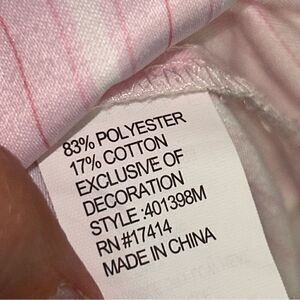 83% POLYESTER
17% COTTON
EXCLUSIVE OF
DECORATION
STYLE :401398M
RN #17414
MADE IN CHINA